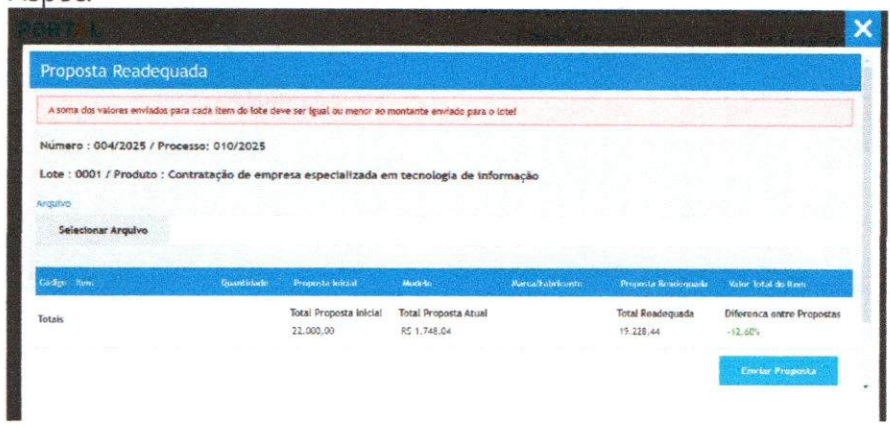 Proposta Readequada
A soma dos valores enviados para cada item do lote deve ser igual ou menor ao montante enviado para o lote!
Número : 004/2025 / Processo: 010/2025
Lote : 0001 / Produto : Contratação de empresa especializada em tecnologia de informação
Arquivo
Selecionar Arquivo
Código Item Quantidade Proposta Inicial Modelo Marca/Fabricante Proposta Readequada Valor Total do Item
Totais Total Proposta Inicial Total Proposta Atual Total Readequada Diferenca entre Propostas
22.000,00 R$ 1.748,04 19.228,44 -12,60%
Enviar Proposta